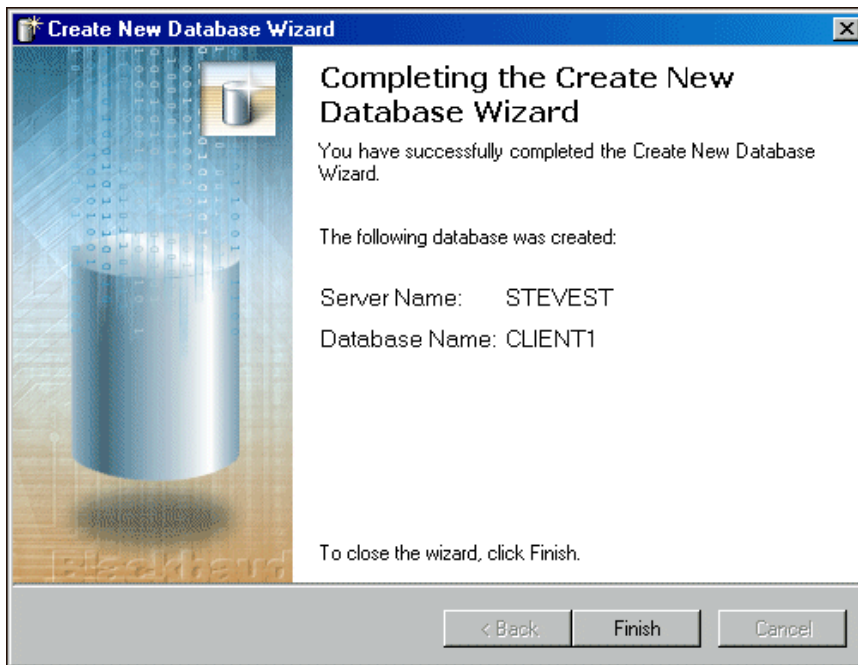 Create New Database Wizard
Completing the Create New
Database Wizard
You have successfully completed the Create New Database
Wizard.
The following database was created:
Server Name: STEVEST
Database Name: CLIENT1
To close the wizard, click Finish.
Blackbaud
< Back
Finish
Cancel